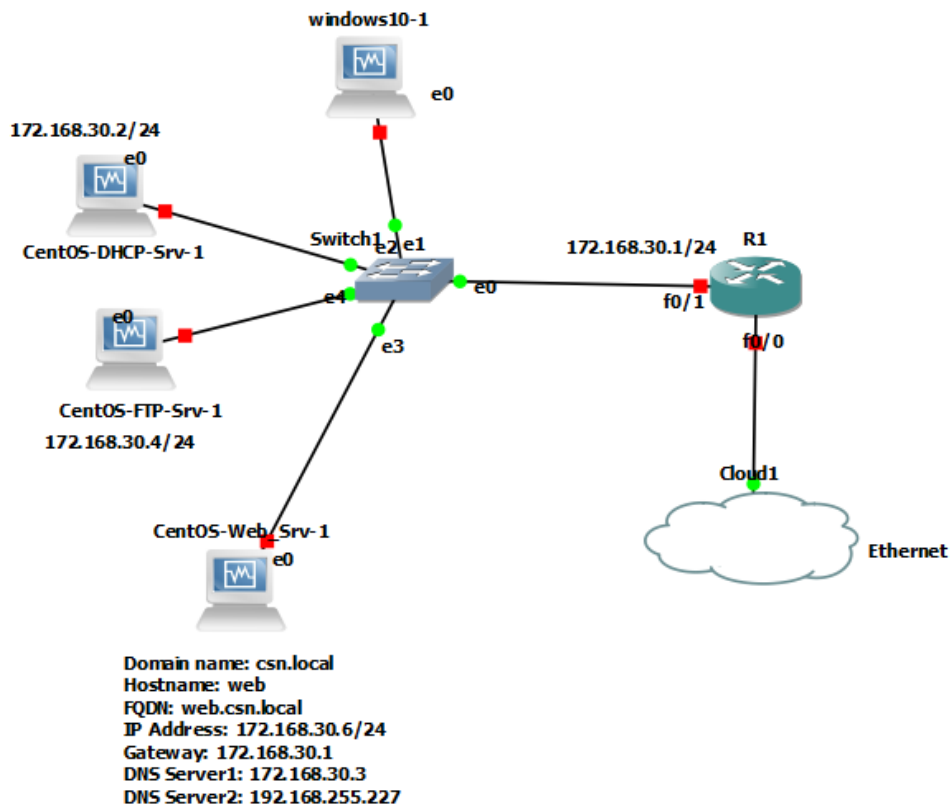 windows10-1
e0
172.168.30.2/24
e0
CentOS-DHCP-Srv-1
Switch1
e2
e1
172.168.30.1/24
R1
e0
f0/1
e4
e0
e3
f0/0
CentOS-FTP-Srv-1
172.168.30.4/24
Cloud1
CentOS-Web_Srv-1
e0
Ethernet
Domain name: csn.local
Hostname: web
FQDN: web.csn.local
IP Address: 172.168.30.6/24
Gateway: 172.168.30.1
DNS Server1: 172.168.30.3
DNS Server2: 192.168.255.227